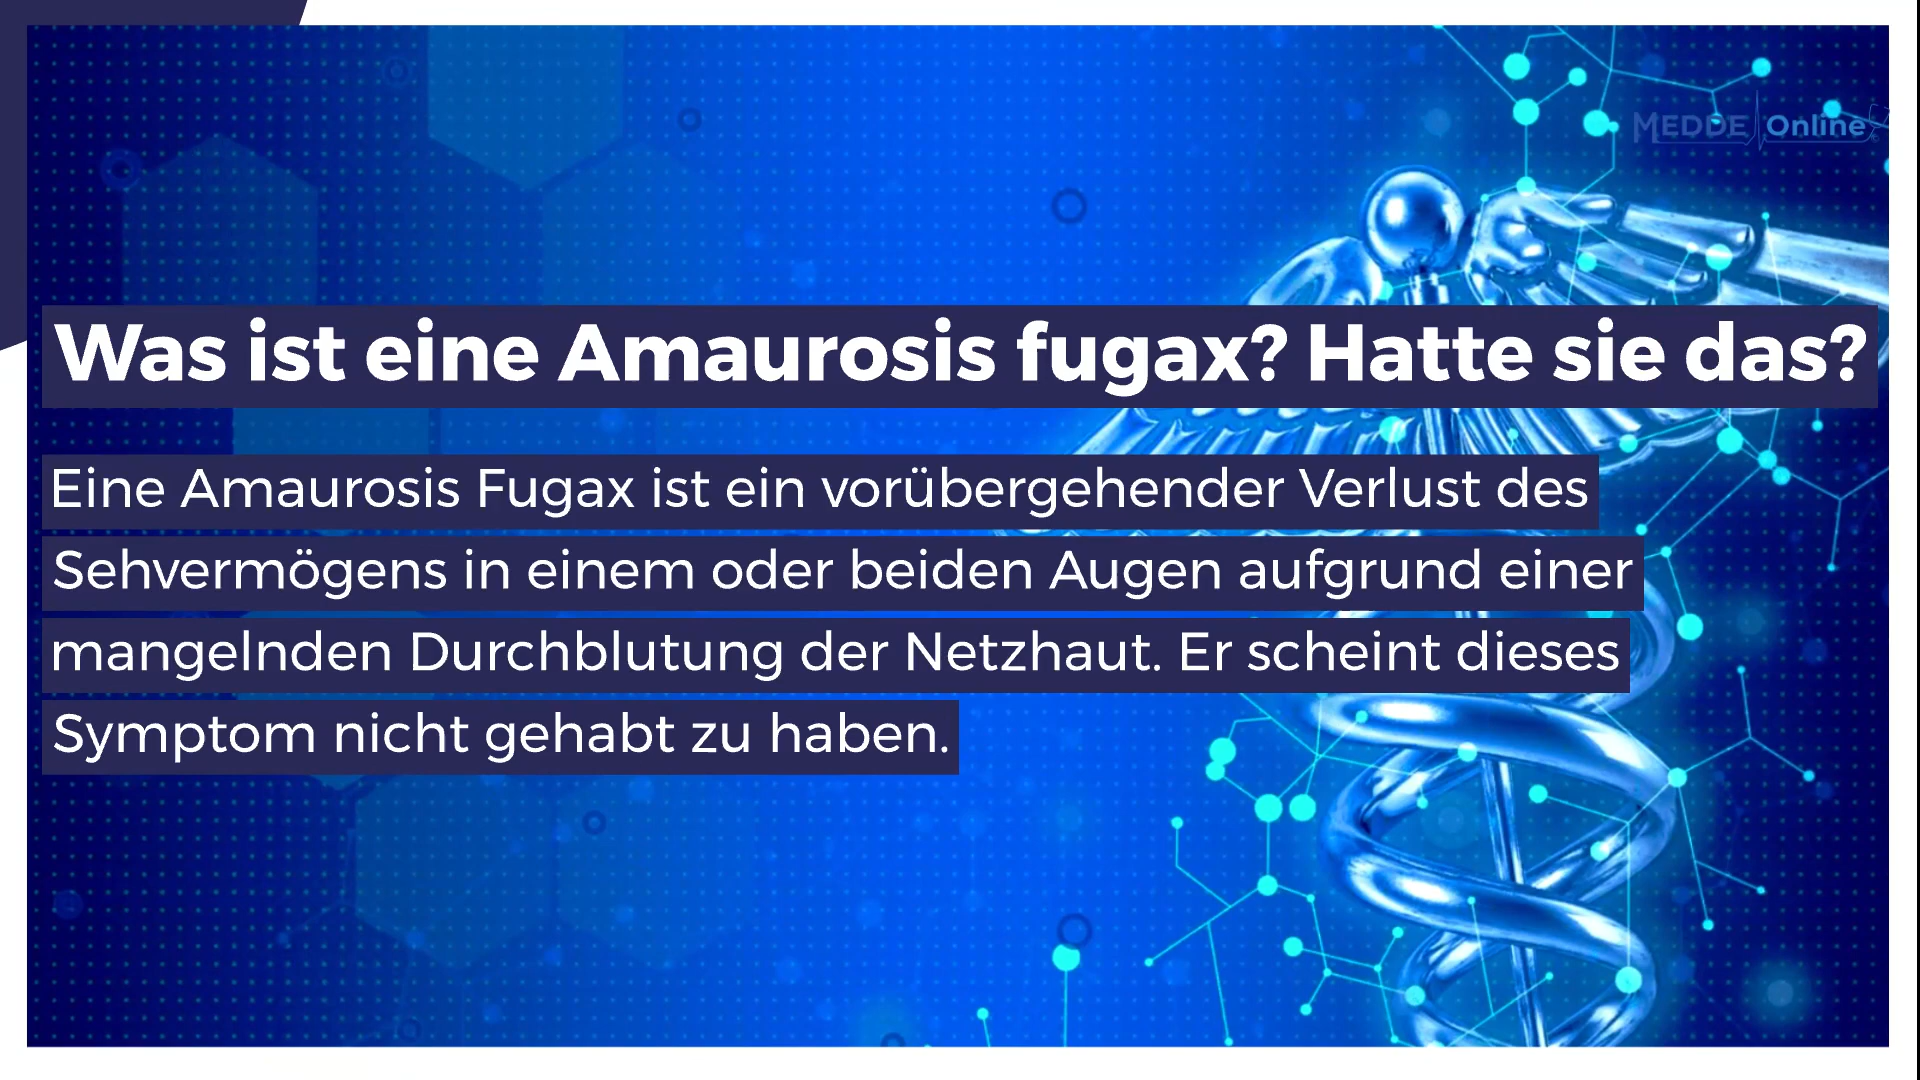 MEDDE Online
Was ist eine Amaurosis fugax? Hatte sie das?
Eine Amaurosis Fugax ist ein vorübergehender Verlust des
Sehvermögens in einem oder beiden Augen aufgrund einer
mangelnden Durchblutung der Netzhaut. Er scheint dieses
Symptom nicht gehabt zu haben.